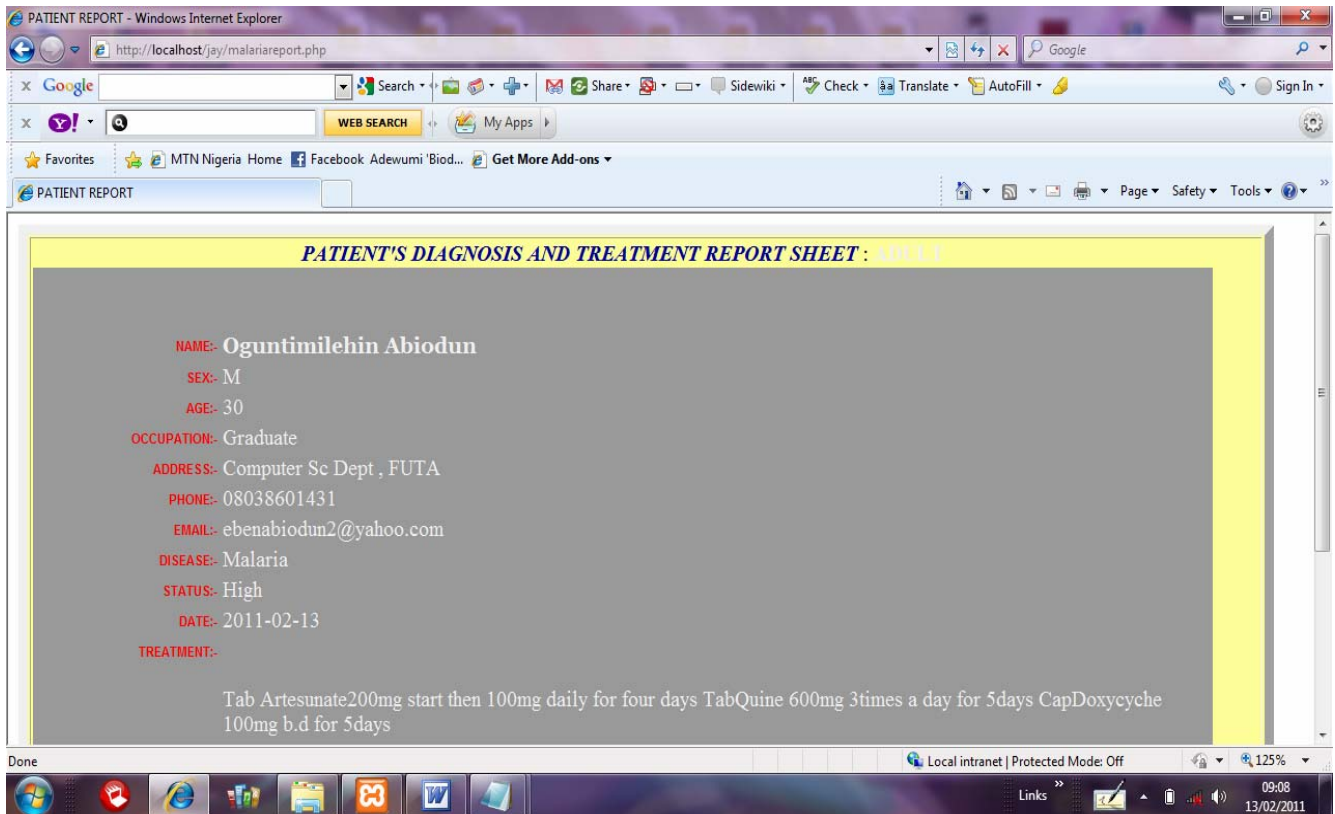 PATIENT REPORT - Windows Internet Explorer
http://localhost/jay/malariareport.php
Google
x Google Search Share Sidewiki Check Translate AutoFill Sign In
x Y! WEB SEARCH My Apps
Favorites MTN Nigeria Home Facebook Adewumi 'Biod... Get More Add-ons
PATIENT REPORT Page Safety Tools
PATIENT'S DIAGNOSIS AND TREATMENT REPORT SHEET : ADULT
NAME:- Oguntimilehin Abiodun
SEX:- M
AGE:- 30
OCCUPATION:- Graduate
ADDRESS:- Computer Sc Dept , FUTA
PHONE:- 08038601431
EMAIL:- ebenabiodun2@yahoo.com
DISEASE:- Malaria
STATUS:- High
DATE:- 2011-02-13
TREATMENT:-
Tab Artesunate200mg start then 100mg daily for four days TabQuine 600mg 3times a day for 5days CapDoxycyche
100mg b.d for 5days
Done Local intranet | Protected Mode: Off 125%
Links 09:08
13/02/2011